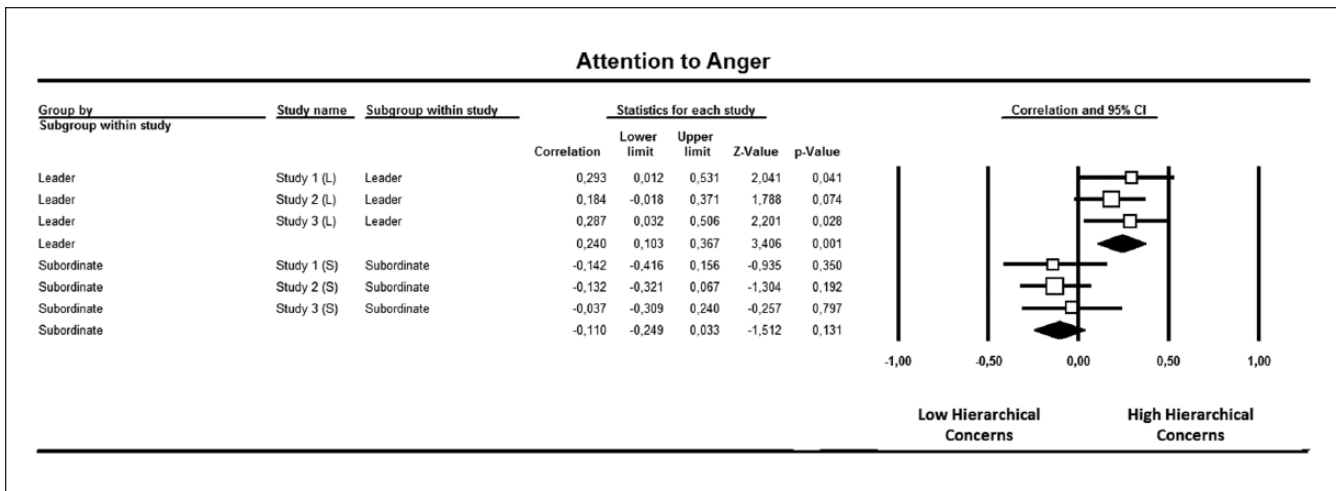 Attention to Anger
Group by Study name Subgroup within study Statistics for each study Correlation and 95% CI
Subgroup within study
Lower Upper
Correlation limit limit Z-Value p-Value
Leader Study 1 (L) Leader 0,293 0,012 0,531 2,041 0,041
Leader Study 2 (L) Leader 0,184 -0,018 0,371 1,788 0,074
Leader Study 3 (L) Leader 0,287 0,032 0,506 2,201 0,028
Leader 0,240 0,103 0,367 3,406 0,001
Subordinate Study 1 (S) Subordinate -0,142 -0,416 0,156 -0,935 0,350
Subordinate Study 2 (S) Subordinate -0,132 -0,321 0,067 -1,304 0,192
Subordinate Study 3 (S) Subordinate -0,037 -0,309 0,240 -0,257 0,797
Subordinate -0,110 -0,249 0,033 -1,512 0,131
-1,00 -0,50 0,00 0,50 1,00
Low Hierarchical High Hierarchical
Concerns Concerns